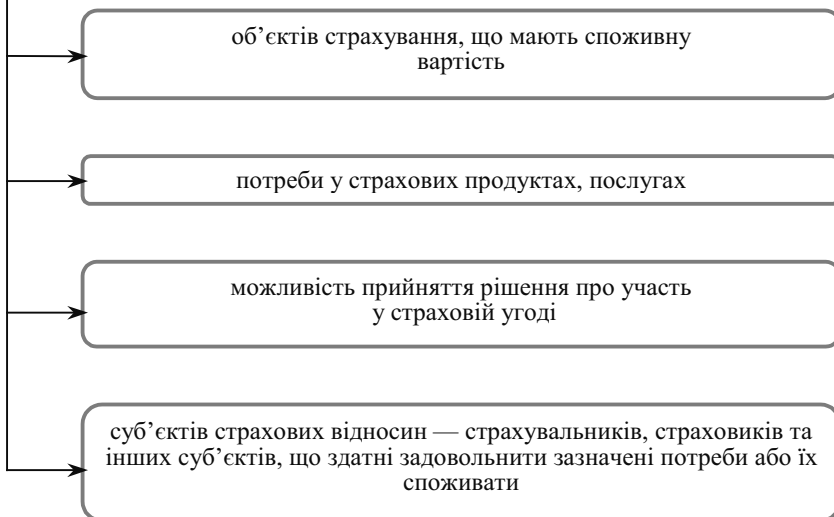 об’єктів страхування, що мають споживну
вартість
потреби у страхових продуктах, послугах
можливість прийняття рішення про участь
у страховій угоді
суб’єктів страхових відносин — страхувальників, страховиків та
інших суб’єктів, що здатні задовольнити зазначені потреби або їх
споживати